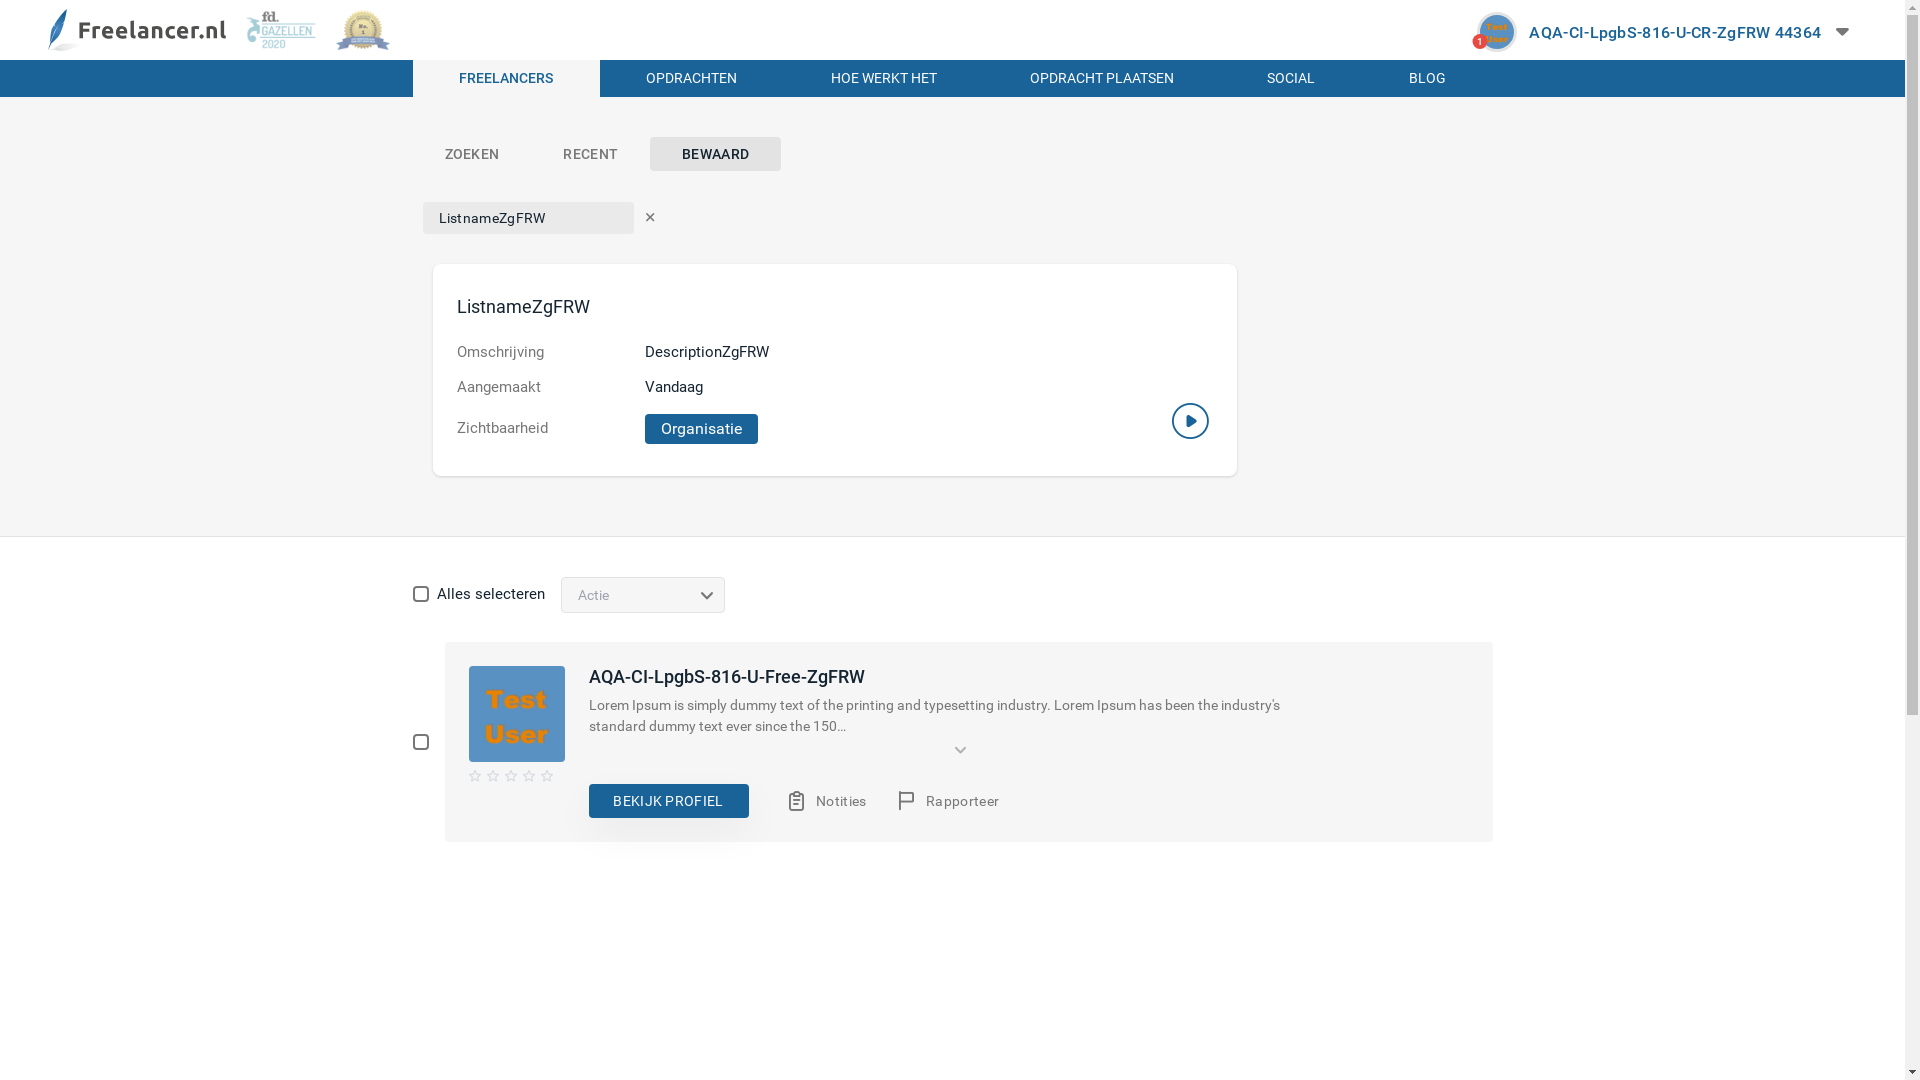 Freelancer.nl
fd.
GAZELLEN
2020
No.
1
1
AQA-CI-LpgbS-816-U-CR-ZgFRW 44364
FREELANCERS
OPDRACHTEN
HOE WERKT HET
OPDRACHT PLAATSEN
SOCIAL
BLOG
ZOEKEN
RECENT
BEWAARD
ListnameZgFRW
×
ListnameZgFRW
Omschrijving DescriptionZgFRW
Aangemaakt Vandaag
Zichtbaarheid Organisatie
Alles selecteren
Actie
Test
User
AQA-CI-LpgbS-816-U-Free-ZgFRW
Lorem Ipsum is simply dummy text of the printing and typesetting industry. Lorem Ipsum has been the industry's
standard dummy text ever since the 150…
BEKIJK PROFIEL
Notities
Rapporteer